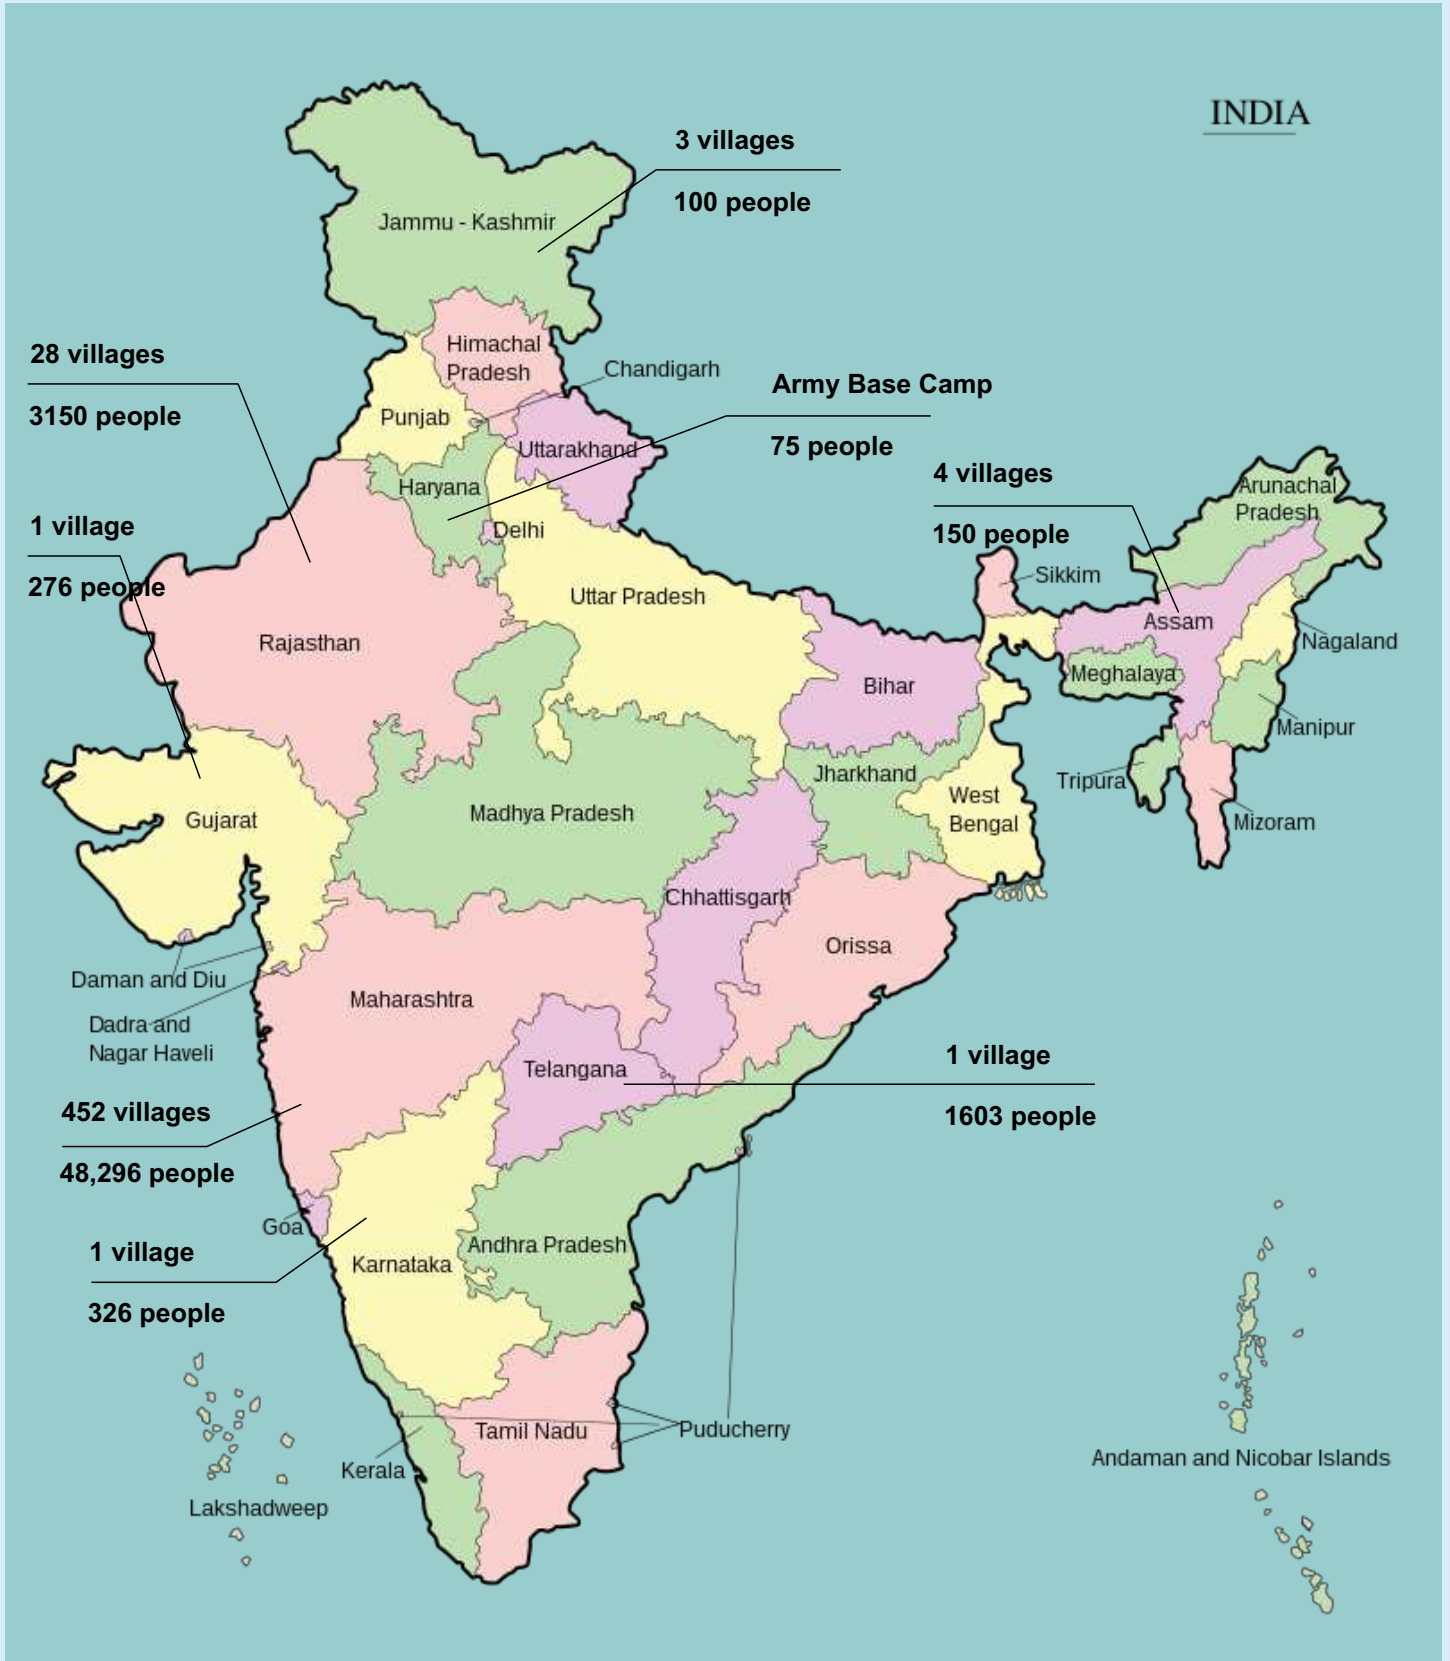 INDIA
3 villages
100 people
Jammu - Kashmir
Himachal
Pradesh
28 villages
3150 people
Chandigarh
Army Base Camp
75 people
Punjab
Uttarakhand
4 villages
150 people
Haryana
Arunachal
Pradesh
1 village
276 people
Delhi
Sikkim
Uttar Pradesh
Assam
Rajasthan
Nagaland
Meghalaya
Bihar
Manipur
Jharkhand
Tripura
West
Bengal
Madhya Pradesh
Gujarat
Mizoram
Chhattisgarh
Orissa
Daman and Diu
Maharashtra
Dadra and
Nagar Haveli
Telangana
1 village
1603 people
452 villages
48,296 people
Goa
1 village
326 people
Andhra Pradesh
Karnataka
Tamil Nadu
Puducherry
Kerala
Andaman and Nicobar Islands
Lakshadweep